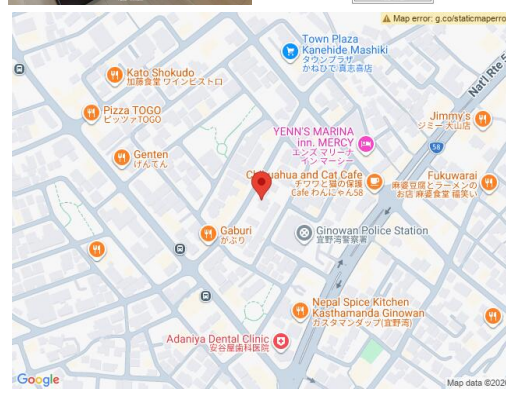 Map error: g.co/staticmaperro
Town Plaza
Kanehide Mashiki
タウンプラザ
かねひで 真志喜店
Nat'l Rte 5
Kato Shokudo
加藤食堂 ワインビストロ
Pizza TOGO
ピッツァTOGO
Jimmy's
ジミー 大山店
YENN'S MARINA
inn. MERCY
エンズ マリーナ
イン マーシー
58
Genten
げんてん
Chihuahua and Cat Cafe
チワワと猫の保護
Cafe わんにゃん58
Fukuwarai
麻婆豆腐とラーメンの
お店 麻婆食堂 福笑い
Gaburi
がぶり
Ginowan Police Station
宜野湾警察署
Nepal Spice Kitchen
Kasthamanda Ginowan
カスタマンダップ(宜野湾)
Adaniya Dental Clinic
安谷屋歯科医院
Google
Map data ©2026